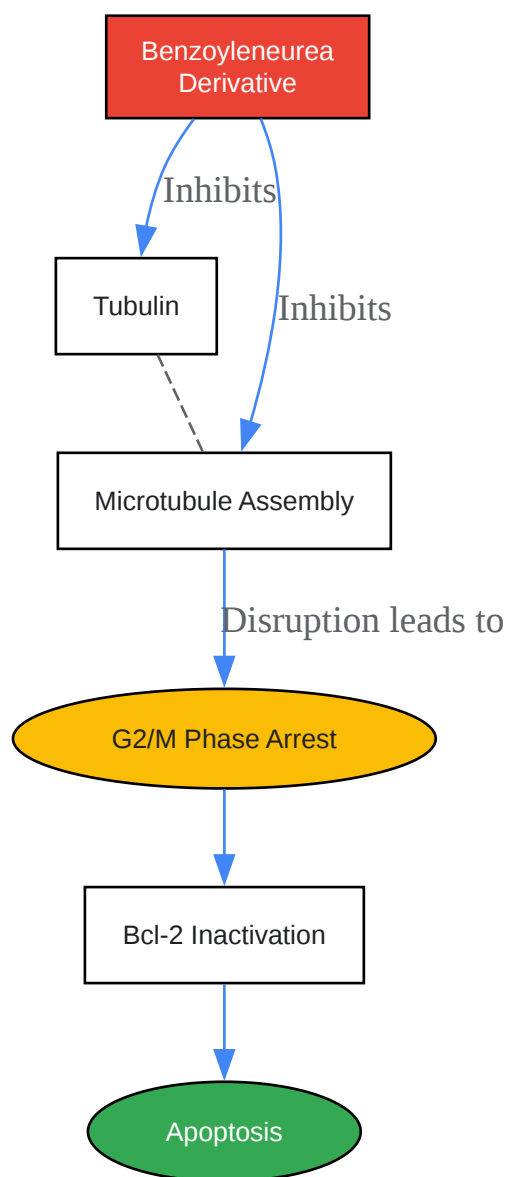 Benzoyleneurea
Derivative
Inhibits
Tubulin
Inhibits
Microtubule Assembly
Disruption leads to
G2/M Phase Arrest
Bcl-2 Inactivation
Apoptosis